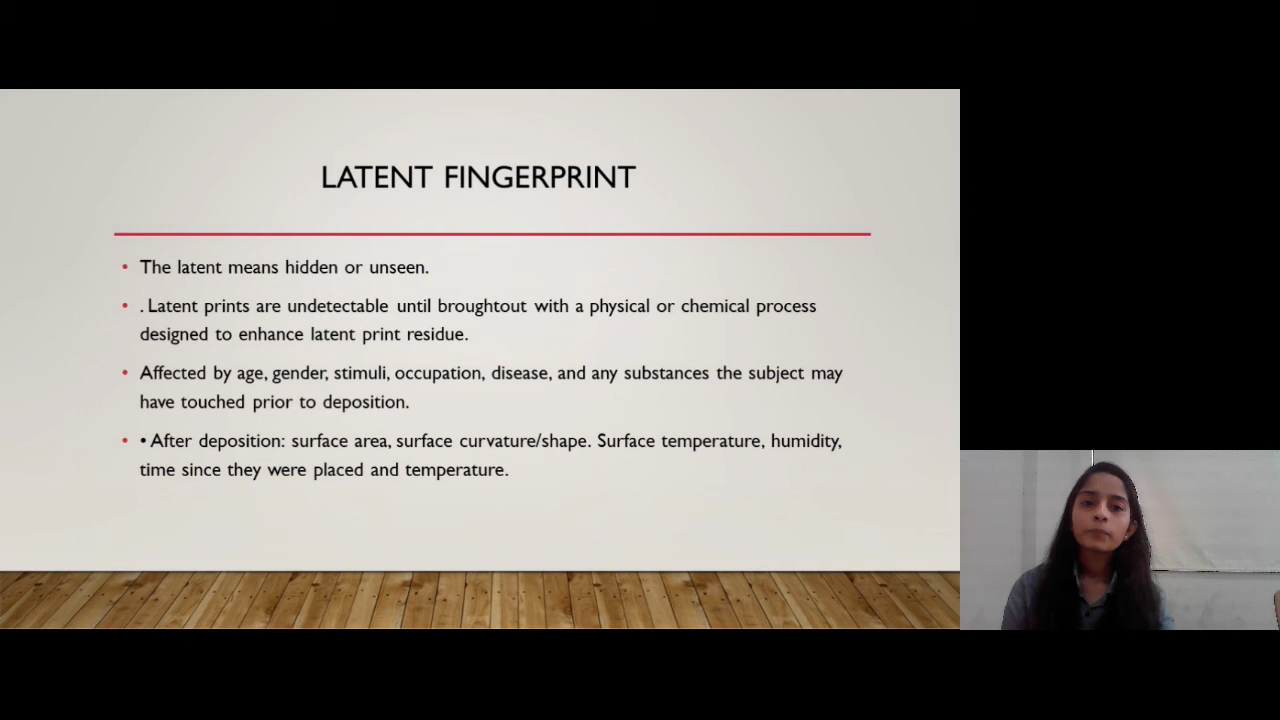 LATENT FINGERPRINT
• The latent means hidden or unseen.
• . Latent prints are undetectable until broughtout with a physical or chemical process
designed to enhance latent print residue.
• Affected by age, gender, stimuli, occupation, disease, and any substances the subject may
have touched prior to deposition.
• • After deposition: surface area, surface curvature/shape. Surface temperature, humidity,
time since they were placed and temperature.